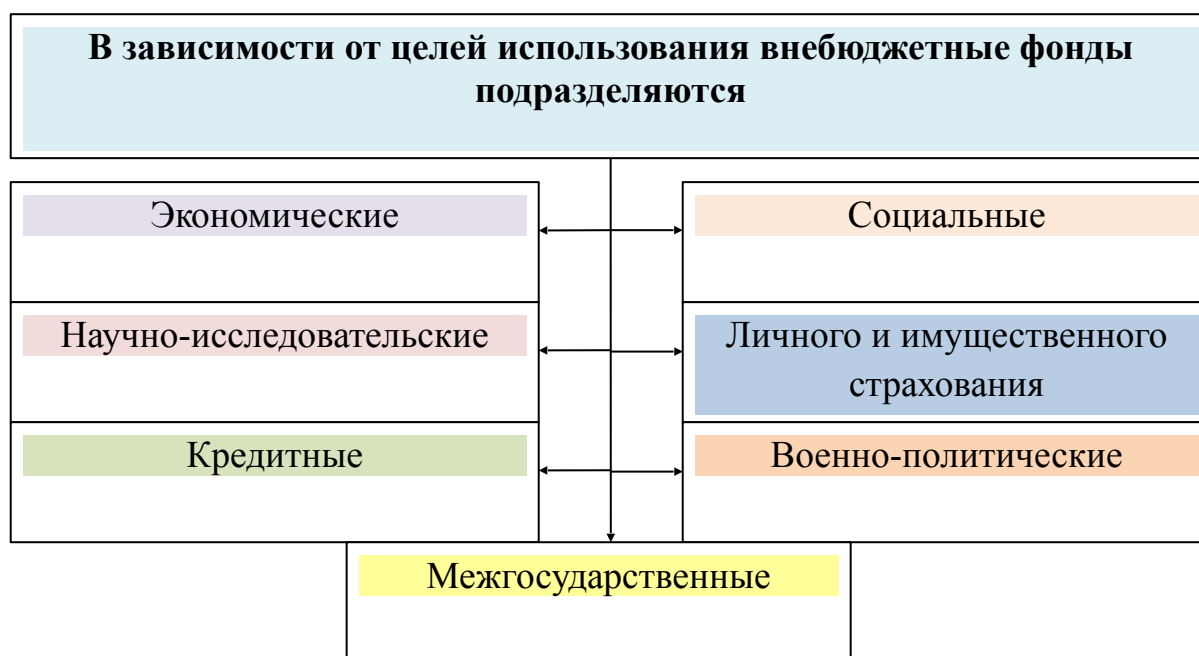 В зависимости от целей использования внебюджетные фонды
подразделяются
Экономические
Социальные
Научно-исследовательские
Личного и имущественного
страхования
Кредитные
Военно-политические
Межгосударственные